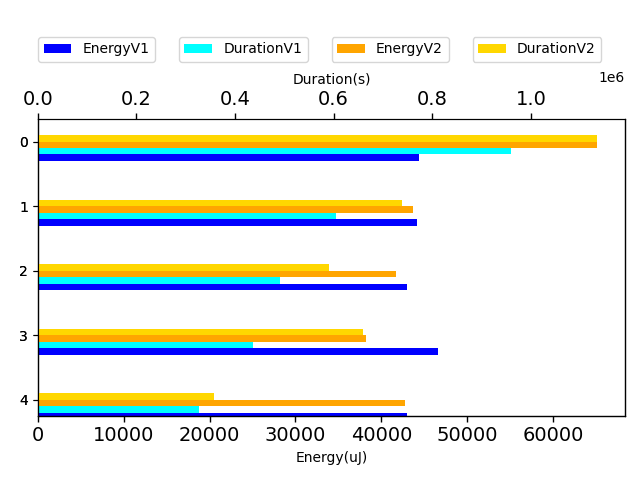 EnergyV1 DurationV1 EnergyV2 DurationV2
Duration(s)
1e6
0.0 0.2 0.4 0.6 0.8 1.0
0
1
2
3
4
0 10000 20000 30000 40000 50000 60000
Energy(uJ)